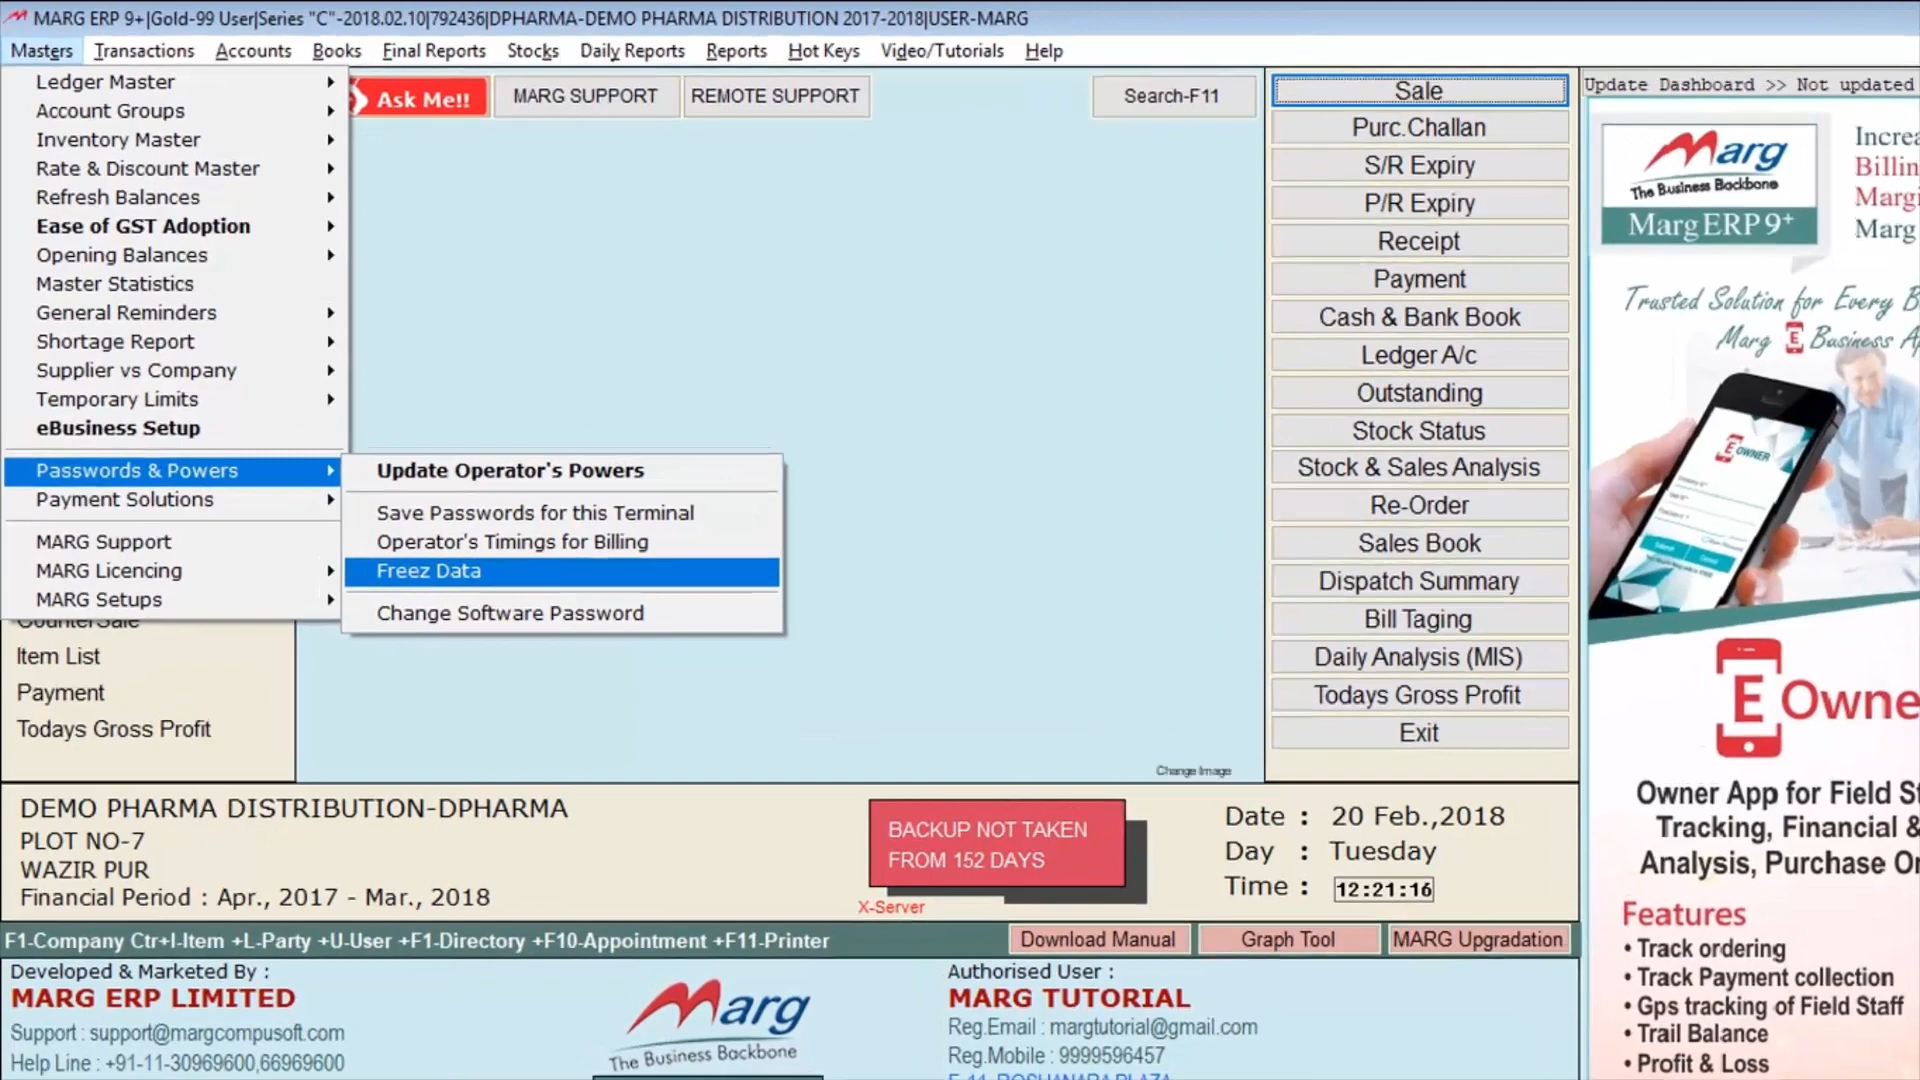 MARG ERP 9+|Gold-99 User|Series "C"-2018.02.10|792436|DPHARMA-DEMO PHARMA DISTRIBUTION 2017-2018|USER-MARG
Masters Transactions Accounts Books Final Reports Stocks Daily Reports Reports Hot Keys Video/Tutorials Help
Ledger Master
Account Groups
Inventory Master
Rate & Discount Master
Refresh Balances
Ease of GST Adoption
Opening Balances
Master Statistics
General Reminders
Shortage Report
Supplier vs Company
Temporary Limits
eBusiness Setup
Passwords & Powers
Payment Solutions
MARG Support
MARG Licencing
MARG Setups
Update Operator's Powers
Save Passwords for this Terminal
Operator's Timings for Billing
Freez Data
Change Software Password
CounterSale
Item List
Payment
Todays Gross Profit
Ask Me!!
MARG SUPPORT
REMOTE SUPPORT
Search-F11
Change Image
Sale
Purc.Challan
S/R Expiry
P/R Expiry
Receipt
Payment
Cash & Bank Book
Ledger A/c
Outstanding
Stock Status
Stock & Sales Analysis
Re-Order
Sales Book
Dispatch Summary
Bill Taging
Daily Analysis (MIS)
Todays Gross Profit
Exit
Update Dashboard >> Not updated
Marg
The Business Backbone
Marg ERP 9+
Increa
Billin
Margi
Marg
Trusted Solution for Every B
Marg E Business Ap
OWNER
E Owne
Owner App for Field St
Tracking, Financial &
Analysis, Purchase Or
Features
• Track ordering
• Track Payment collection
• Gps tracking of Field Staff
• Trail Balance
• Profit & Loss
DEMO PHARMA DISTRIBUTION-DPHARMA
PLOT NO-7
WAZIR PUR
Financial Period : Apr., 2017 - Mar., 2018
BACKUP NOT TAKEN
FROM 152 DAYS
X-Server
Date : 20 Feb.,2018
Day : Tuesday
Time : 12:21:16
F1-Company Ctr+I-Item +L-Party +U-User +F1-Directory +F10-Appointment +F11-Printer
Download Manual
Graph Tool
MARG Upgradation
Developed & Marketed By :
MARG ERP LIMITED
Support : support@margcompusoft.com
Help Line : +91-11-30969600,66969600
Marg
The Business Backbone
Authorised User :
MARG TUTORIAL
Reg.Email : margtutorial@gmail.com
Reg.Mobile : 9999596457